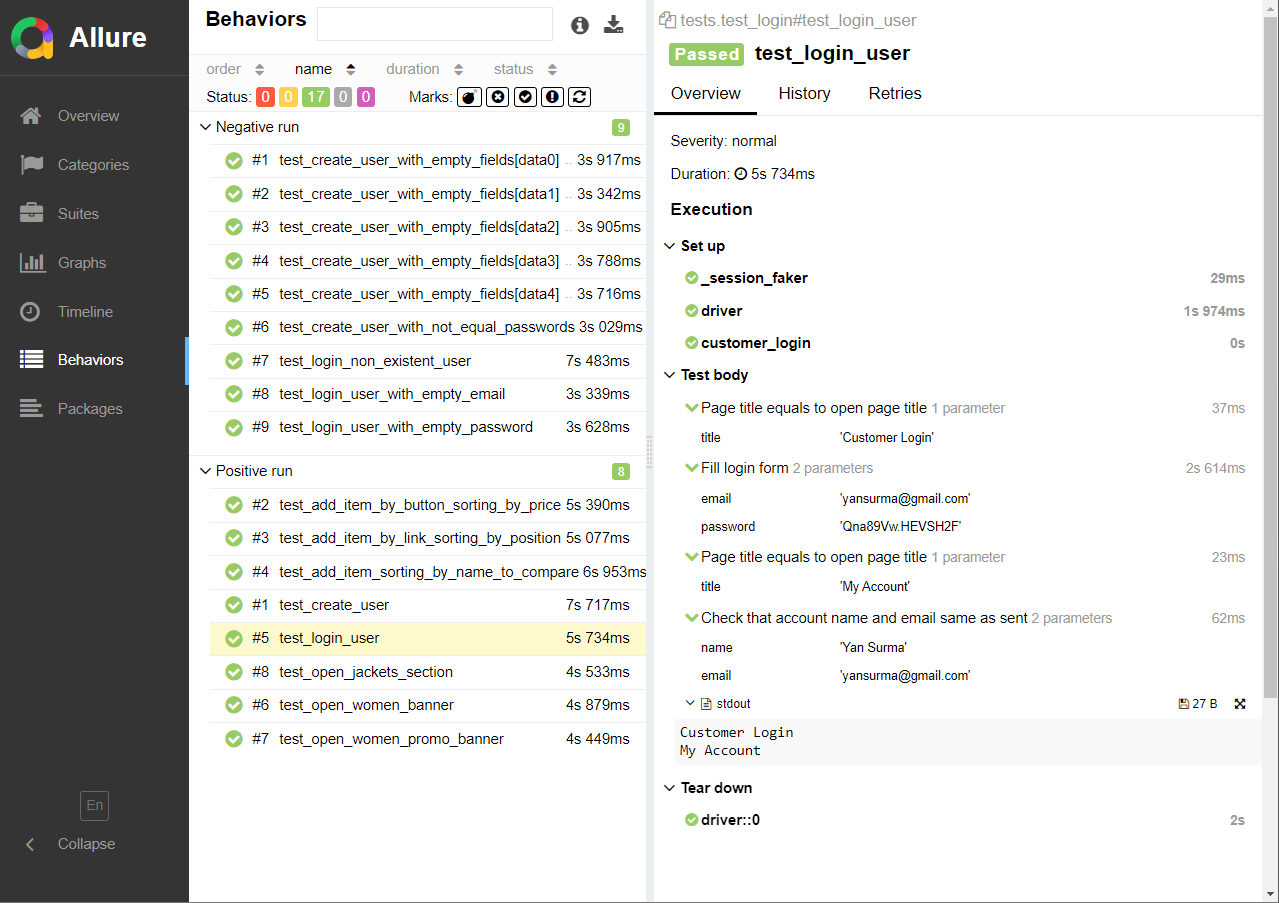 Allure
Overview
Categories
Suites
Graphs
Timeline
Behaviors
Packages
En
Collapse
Behaviors
order name duration status
Status: 0 0 17 0 0 Marks:
Negative run 9
#1 test_create_user_with_empty_fields[data0] .. 3s 917ms
#2 test_create_user_with_empty_fields[data1] .. 3s 342ms
#3 test_create_user_with_empty_fields[data2] .. 3s 905ms
#4 test_create_user_with_empty_fields[data3] .. 3s 788ms
#5 test_create_user_with_empty_fields[data4] .. 3s 716ms
#6 test_create_user_with_not_equal_passwords 3s 029ms
#7 test_login_non_existent_user 7s 483ms
#8 test_login_user_with_empty_email 3s 339ms
#9 test_login_user_with_empty_password 3s 628ms
Positive run 8
#2 test_add_item_by_button_sorting_by_price 5s 390ms
#3 test_add_item_by_link_sorting_by_position 5s 077ms
#4 test_add_item_sorting_by_name_to_compare 6s 953ms
#1 test_create_user 7s 717ms
#5 test_login_user 5s 734ms
#8 test_open_jackets_section 4s 533ms
#6 test_open_women_banner 4s 879ms
#7 test_open_women_promo_banner 4s 449ms
tests.test_login#test_login_user
Passed test_login_user
Overview History Retries
Severity: normal
Duration: 5s 734ms
Execution
Set up
_session_faker 29ms
driver 1s 974ms
customer_login 0s
Test body
Page title equals to open page title 1 parameter 37ms
title 'Customer Login'
Fill login form 2 parameters 2s 614ms
email 'yansurma@gmail.com'
password 'Qna89Vw.HEVSH2F'
Page title equals to open page title 1 parameter 23ms
title 'My Account'
Check that account name and email same as sent 2 parameters 62ms
name 'Yan Surma'
email 'yansurma@gmail.com'
stdout 27 B
Customer Login
My Account
Tear down
driver::0 2s